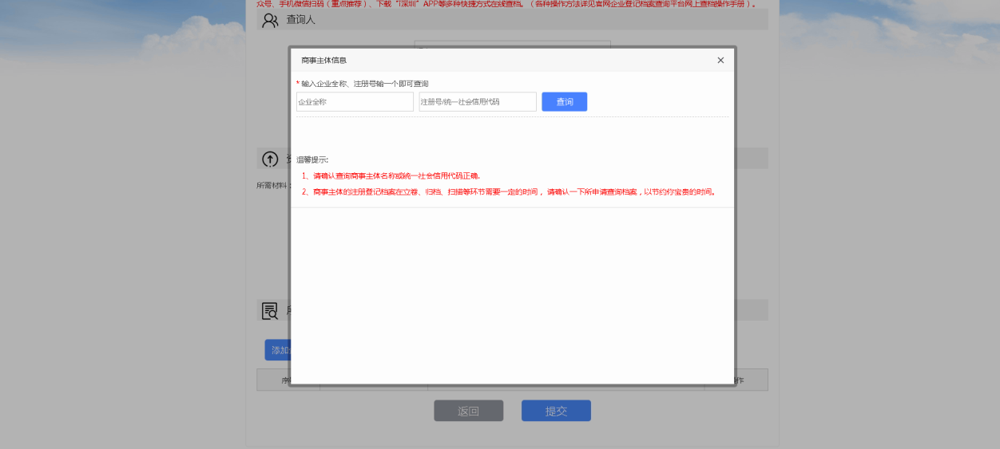 众号、手机微信扫码（重点推荐）、下载“i深圳”APP等多种快捷方式在线查档。（各种操作方法详见官网企业登记档案查询平台网上查档操作手册）。
查询人
商事主体信息
* 输入企业全称、注册号输一个即可查询
企业全称
注册号/统一社会信用代码
查询
温馨提示:
1、请确认查询商事主体名称或统一社会信用代码正确.
2、商事主体的注册登记档案在立卷、归档、扫描等环节需要一定的时间，请确认一下所申请查询档案，以节约你宝贵的时间。
所需材料：
添加
作
返回
提交